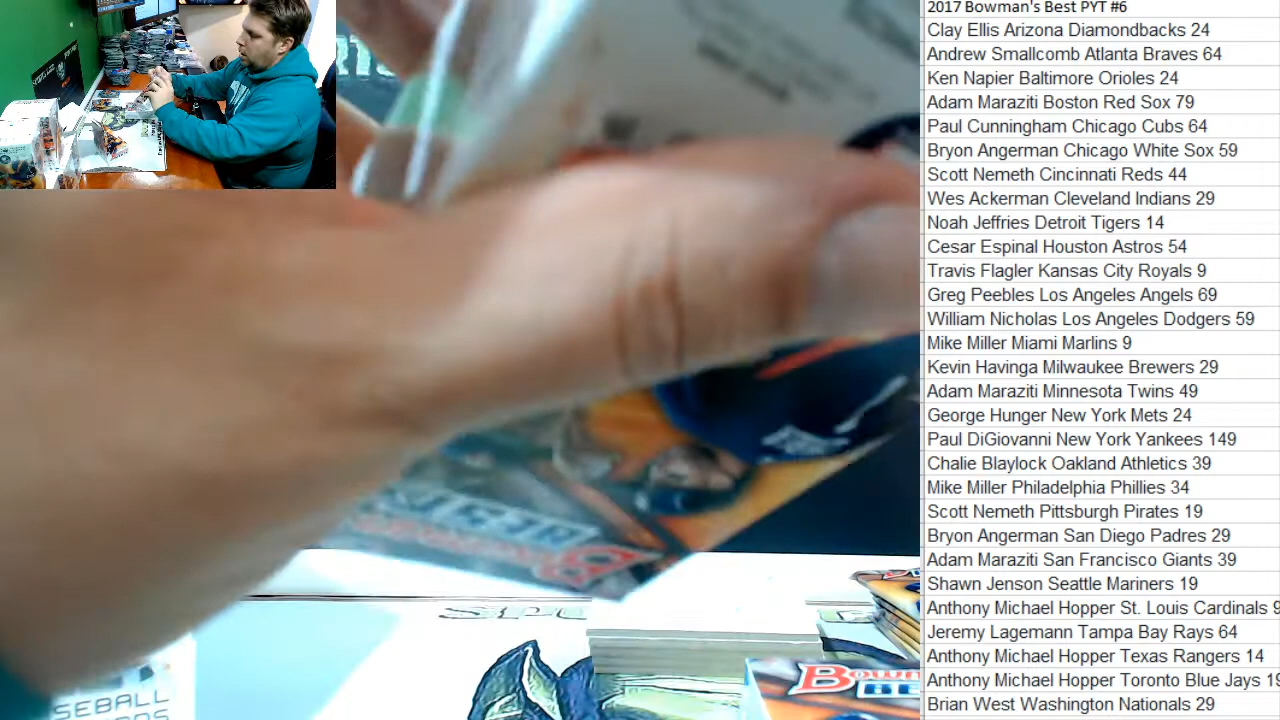 2017 Bowman's Best PYT #6
Clay Ellis Arizona Diamondbacks 24
Andrew Smallcomb Atlanta Braves 64
Ken Napier Baltimore Orioles 24
Adam Maraziti Boston Red Sox 79
Paul Cunningham Chicago Cubs 64
Bryon Angerman Chicago White Sox 59
Scott Nemeth Cincinnati Reds 44
Wes Ackerman Cleveland Indians 29
Noah Jeffries Detroit Tigers 14
Cesar Espinal Houston Astros 54
Travis Flagler Kansas City Royals 9
Greg Peebles Los Angeles Angels 69
William Nicholas Los Angeles Dodgers 59
Mike Miller Miami Marlins 9
Kevin Havinga Milwaukee Brewers 29
Adam Maraziti Minnesota Twins 49
George Hunger New York Mets 24
Paul DiGiovanni New York Yankees 149
Chalie Blaylock Oakland Athletics 39
Mike Miller Philadelphia Phillies 34
Scott Nemeth Pittsburgh Pirates 19
Bryon Angerman San Diego Padres 29
Adam Maraziti San Francisco Giants 39
Shawn Jenson Seattle Mariners 19
Anthony Michael Hopper St. Louis Cardinals 9
Jeremy Lagemann Tampa Bay Rays 64
Anthony Michael Hopper Texas Rangers 14
Anthony Michael Hopper Toronto Blue Jays 19
Brian West Washington Nationals 29
BEST
Bowm
BE
SEBALL